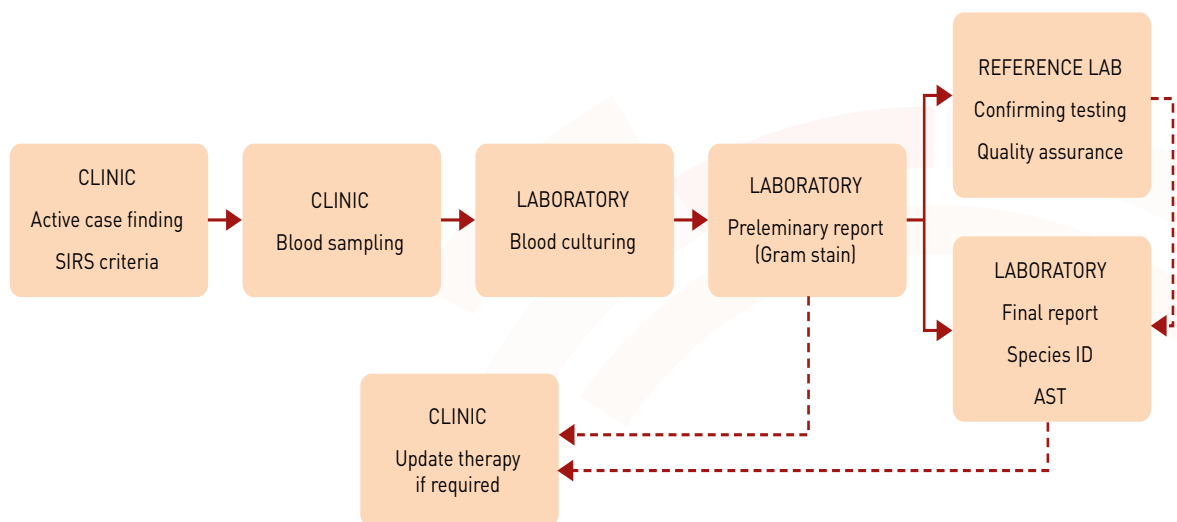 CLINIC
Active case finding
SIRS criteria
CLINIC
Blood sampling
LABORATORY
Blood culturing
LABORATORY
Preleminary report
(Gram stain)
REFERENCE LAB
Confirming testing
Quality assurance
LABORATORY
Final report
Species ID
AST
CLINIC
Update therapy
if required